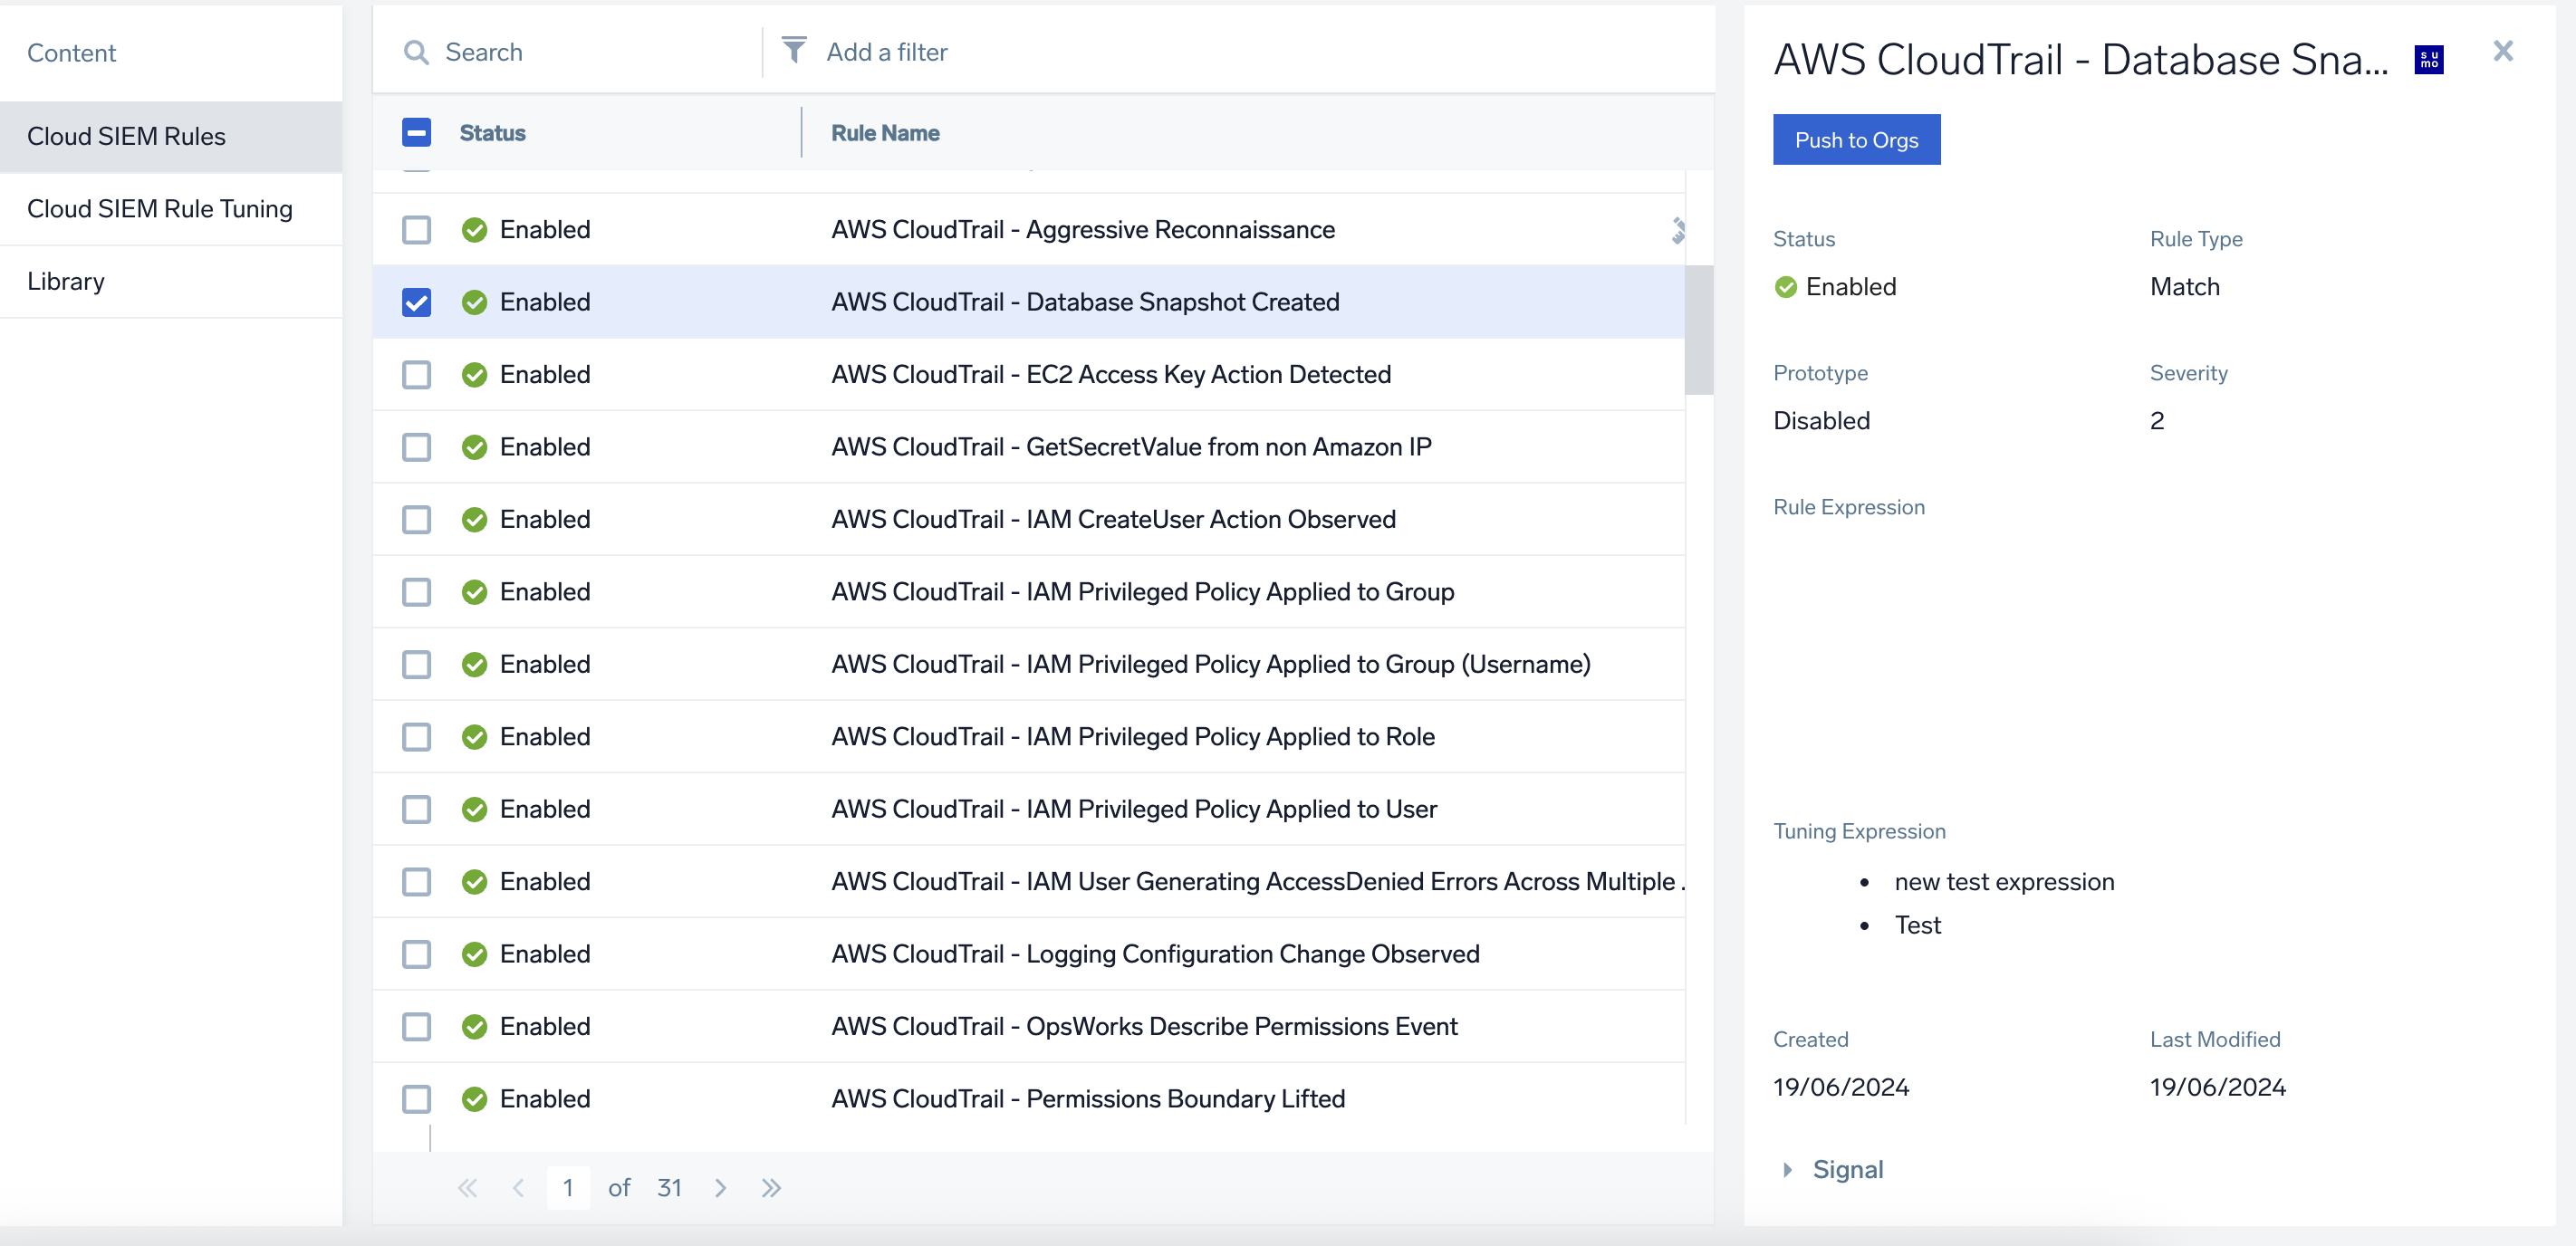 Content
Cloud SIEM Rules
Cloud SIEM Rule Tuning
Library
Search
Add a filter
Status Rule Name
Enabled AWS CloudTrail - Aggressive Reconnaissance
Enabled AWS CloudTrail - Database Snapshot Created
Enabled AWS CloudTrail - EC2 Access Key Action Detected
Enabled AWS CloudTrail - GetSecretValue from non Amazon IP
Enabled AWS CloudTrail - IAM CreateUser Action Observed
Enabled AWS CloudTrail - IAM Privileged Policy Applied to Group
Enabled AWS CloudTrail - IAM Privileged Policy Applied to Group (Username)
Enabled AWS CloudTrail - IAM Privileged Policy Applied to Role
Enabled AWS CloudTrail - IAM Privileged Policy Applied to User
Enabled AWS CloudTrail - IAM User Generating AccessDenied Errors Across Multiple .
Enabled AWS CloudTrail - Logging Configuration Change Observed
Enabled AWS CloudTrail - OpsWorks Describe Permissions Event
Enabled AWS CloudTrail - Permissions Boundary Lifted
1 of 31
AWS CloudTrail - Database Sna...
su
mo
Push to Orgs
Status Rule Type
Enabled Match
Prototype Severity
Disabled 2
Rule Expression
Tuning Expression
• new test expression
• Test
Created Last Modified
19/06/2024 19/06/2024
Signal